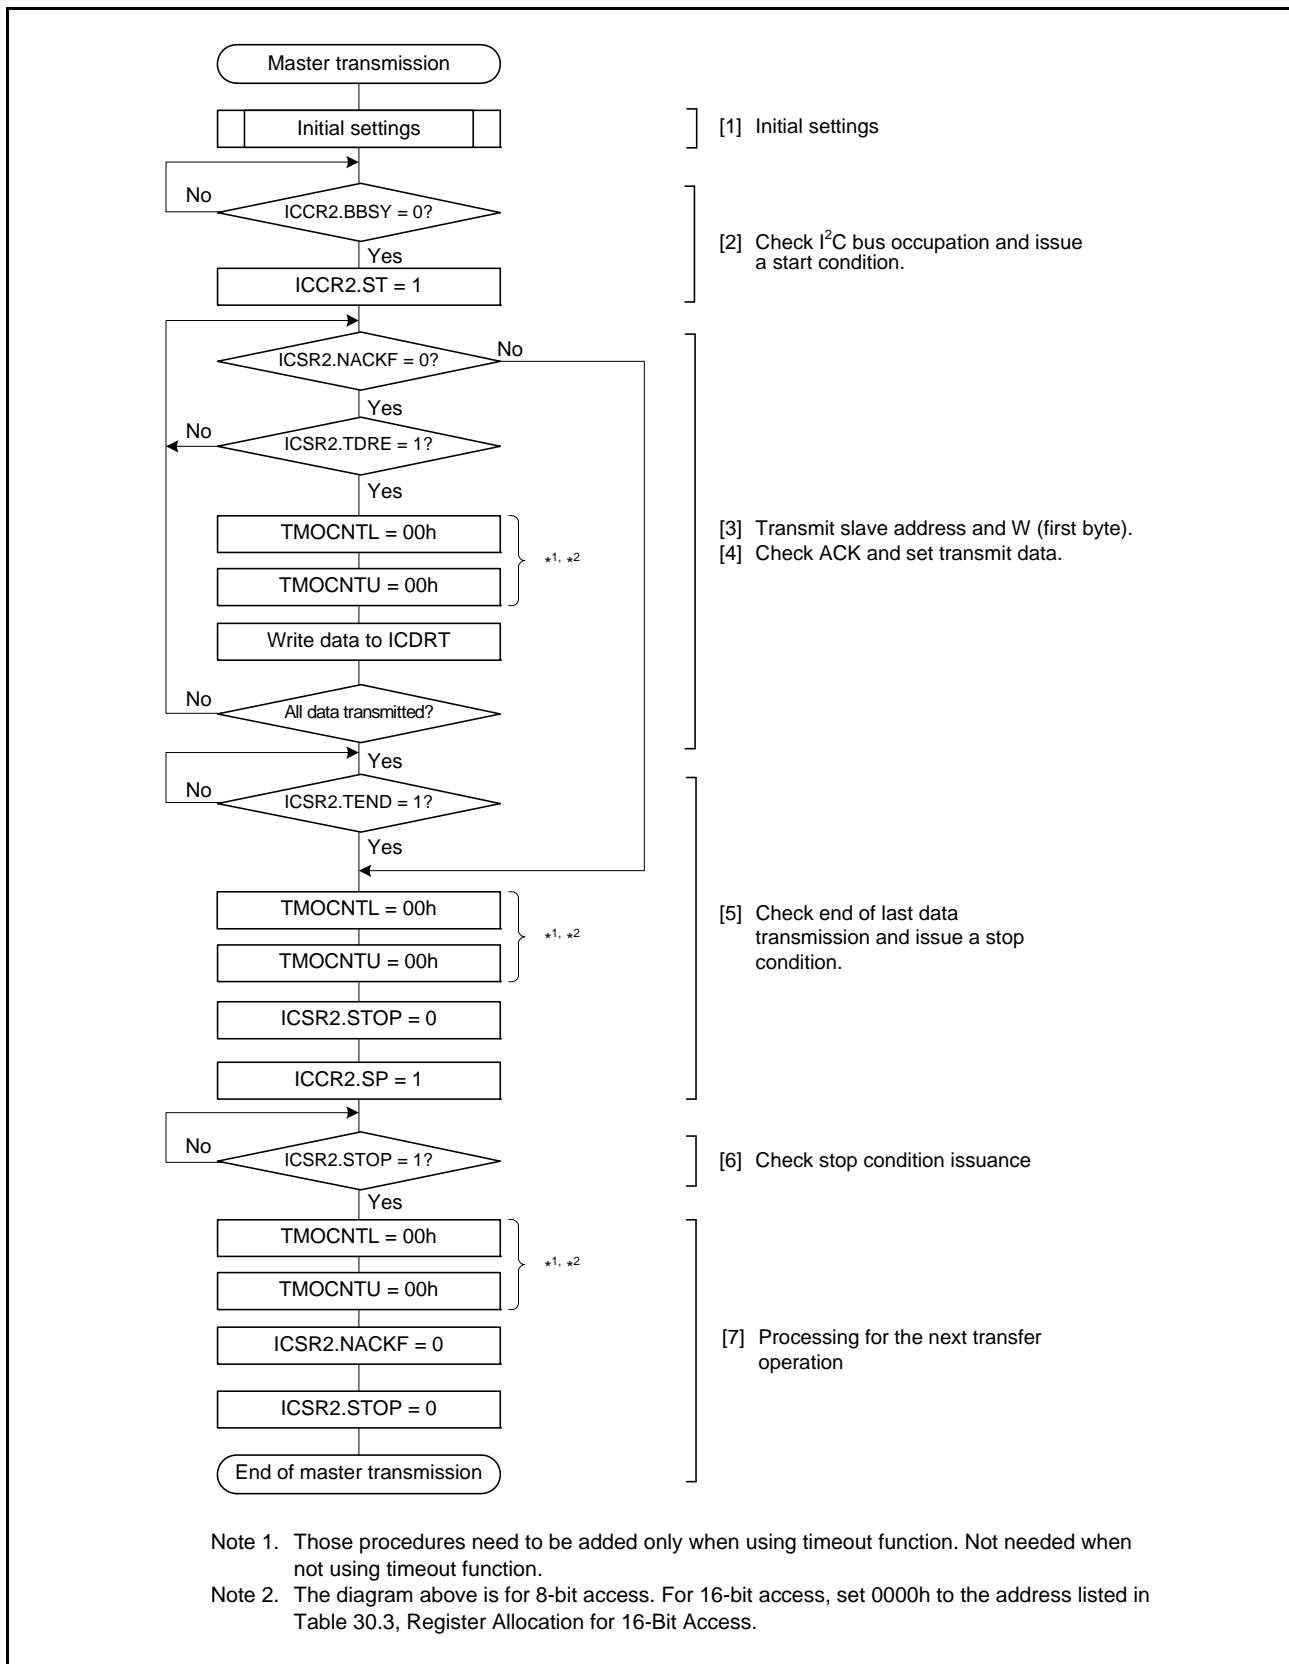 Master transmission
Initial settings
[1] Initial settings
No
ICCR2.BBSY = 0?
Yes
[2] Check I2C bus occupation and issue
a start condition.
ICCR2.ST = 1
ICSR2.NACKF = 0?
No
Yes
No
ICSR2.TDRE = 1?
Yes
TMOCNTL = 00h
*1, *2
TMOCNTU = 00h
[3] Transmit slave address and W (first byte).
[4] Check ACK and set transmit data.
Write data to ICDRT
No
All data transmitted?
Yes
No
ICSR2.TEND = 1?
Yes
TMOCNTL = 00h
*1, *2
TMOCNTU = 00h
[5] Check end of last data
transmission and issue a stop
condition.
ICSR2.STOP = 0
ICCR2.SP = 1
No
ICSR2.STOP = 1?
[6] Check stop condition issuance
Yes
TMOCNTL = 00h
*1, *2
TMOCNTU = 00h
ICSR2.NACKF = 0
[7] Processing for the next transfer
operation
ICSR2.STOP = 0
End of master transmission
Note 1. Those procedures need to be added only when using timeout function. Not needed when
not using timeout function.
Note 2. The diagram above is for 8-bit access. For 16-bit access, set 0000h to the address listed in
Table 30.3, Register Allocation for 16-Bit Access.